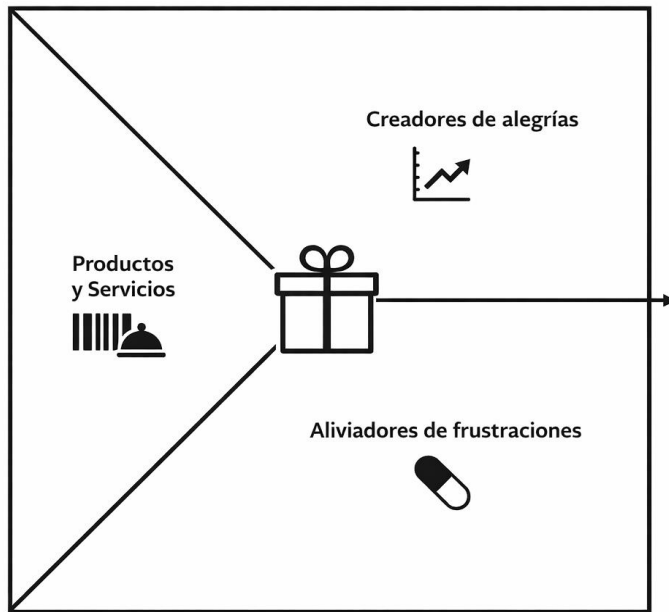 Creadores de alegrías
Productos
y Servicios
Aliviadores de frustraciones